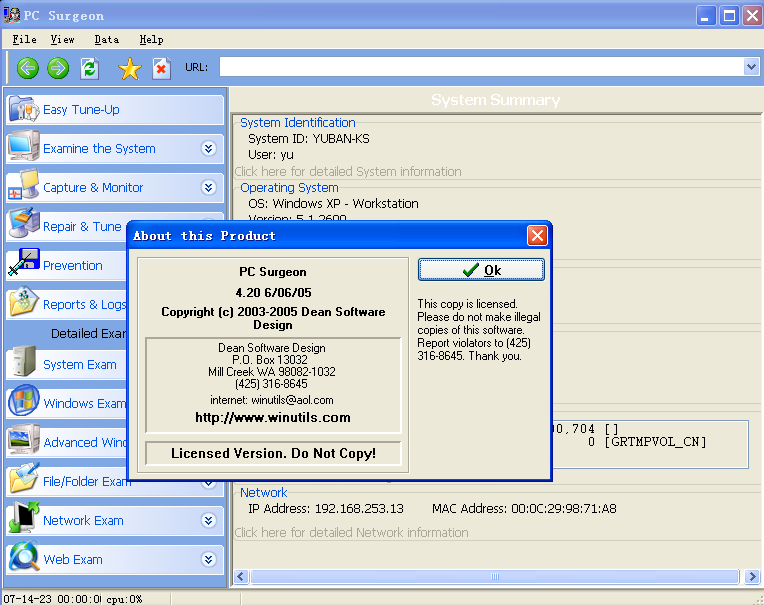 PC Surgeon
File View Data Help
URL:
Easy Tune-Up
Examine the System
Capture & Monitor
Repair & Tune
Prevention
Reports & Logs
Detailed Exam
System Exam
Windows Exam
Advanced Wind
File/Folder Exam
Network Exam
Web Exam
System Summary
System Identification
System ID: YUBAN-KS
User: yu
Click here for detailed System information
Operating System
OS: Windows XP - Workstation
Version: 5.1.2600
About this Product
PC Surgeon
4.20 6/06/05
Copyright (c) 2003-2005 Dean Software
Design
Dean Software Design
P.O. Box 13032
Mill Creek WA 98082-1032
(425) 316-8645
internet: winutils@aol.com
http://www.winutils.com
Licensed Version. Do Not Copy!
Ok
This copy is licensed.
Please do not make illegal
copies of this software.
Report violators to (425)
316-8645. Thank you.
00,704 []
0 [GRTMPVOL_CN]
Network
IP Address: 192.168.253.13 MAC Address: 00:0C:29:98:71:A8
Click here for detailed Network information
07-14-23 00:00:0 cpu:0%